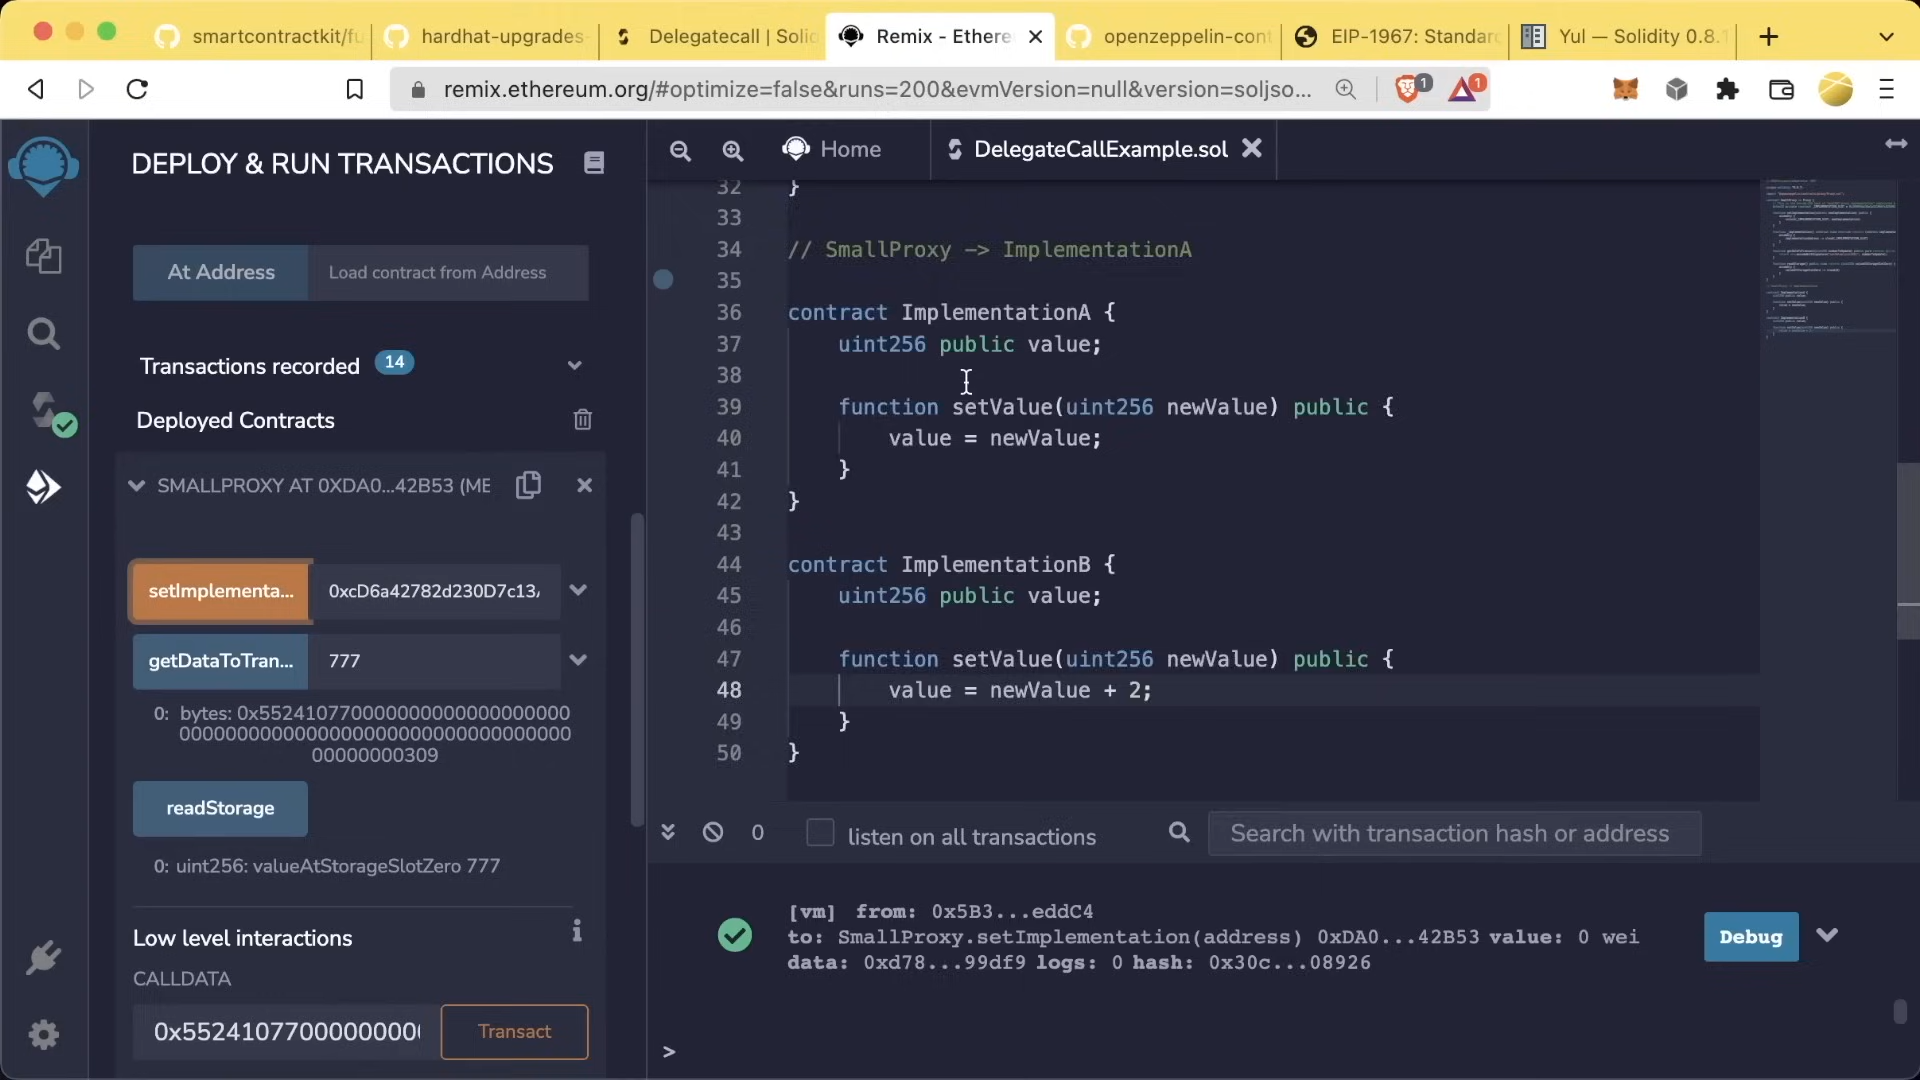 smartcontractkit/fu
hardhat-upgrades-
Delegatecall | Solid
Remix - Ethere
openzeppelin-cont
EIP-1967: Standard
Yul — Solidity 0.8.1
remix.ethereum.org/#optimize=false&runs=200&evmVersion=null&version=soljso...
1
1
DEPLOY & RUN TRANSACTIONS
At Address
Load contract from Address
Transactions recorded 14
Deployed Contracts
SMALLPROXY AT 0XDA0...42B53 (ME
setImplementa...
0xcD6a42782d230D7c13
getDataToTran...
777
0: bytes: 0x5524107700000000000000000000
00000000000000000000000000000000
00000000309
readStorage
0: uint256: valueAtStorageSlotZero 777
Low level interactions
CALLDATA
0x552410770000000
Transact
Home
DelegateCallExample.sol
32 }
33
34 // SmallProxy -> ImplementationA
35
36 contract ImplementationA {
37 uint256 public value;
38
39 function setValue(uint256 newValue) public {
40 value = newValue;
41 }
42 }
43
44 contract ImplementationB {
45 uint256 public value;
46
47 function setValue(uint256 newValue) public {
48 value = newValue + 2;
49 }
50 }
0
listen on all transactions
Search with transaction hash or address
[vm] from: 0x5B3...eddC4
to: SmallProxy.setImplementation(address) 0xDA0...42B53 value: 0 wei
data: 0xd78...99df9 logs: 0 hash: 0x30c...08926
Debug
>